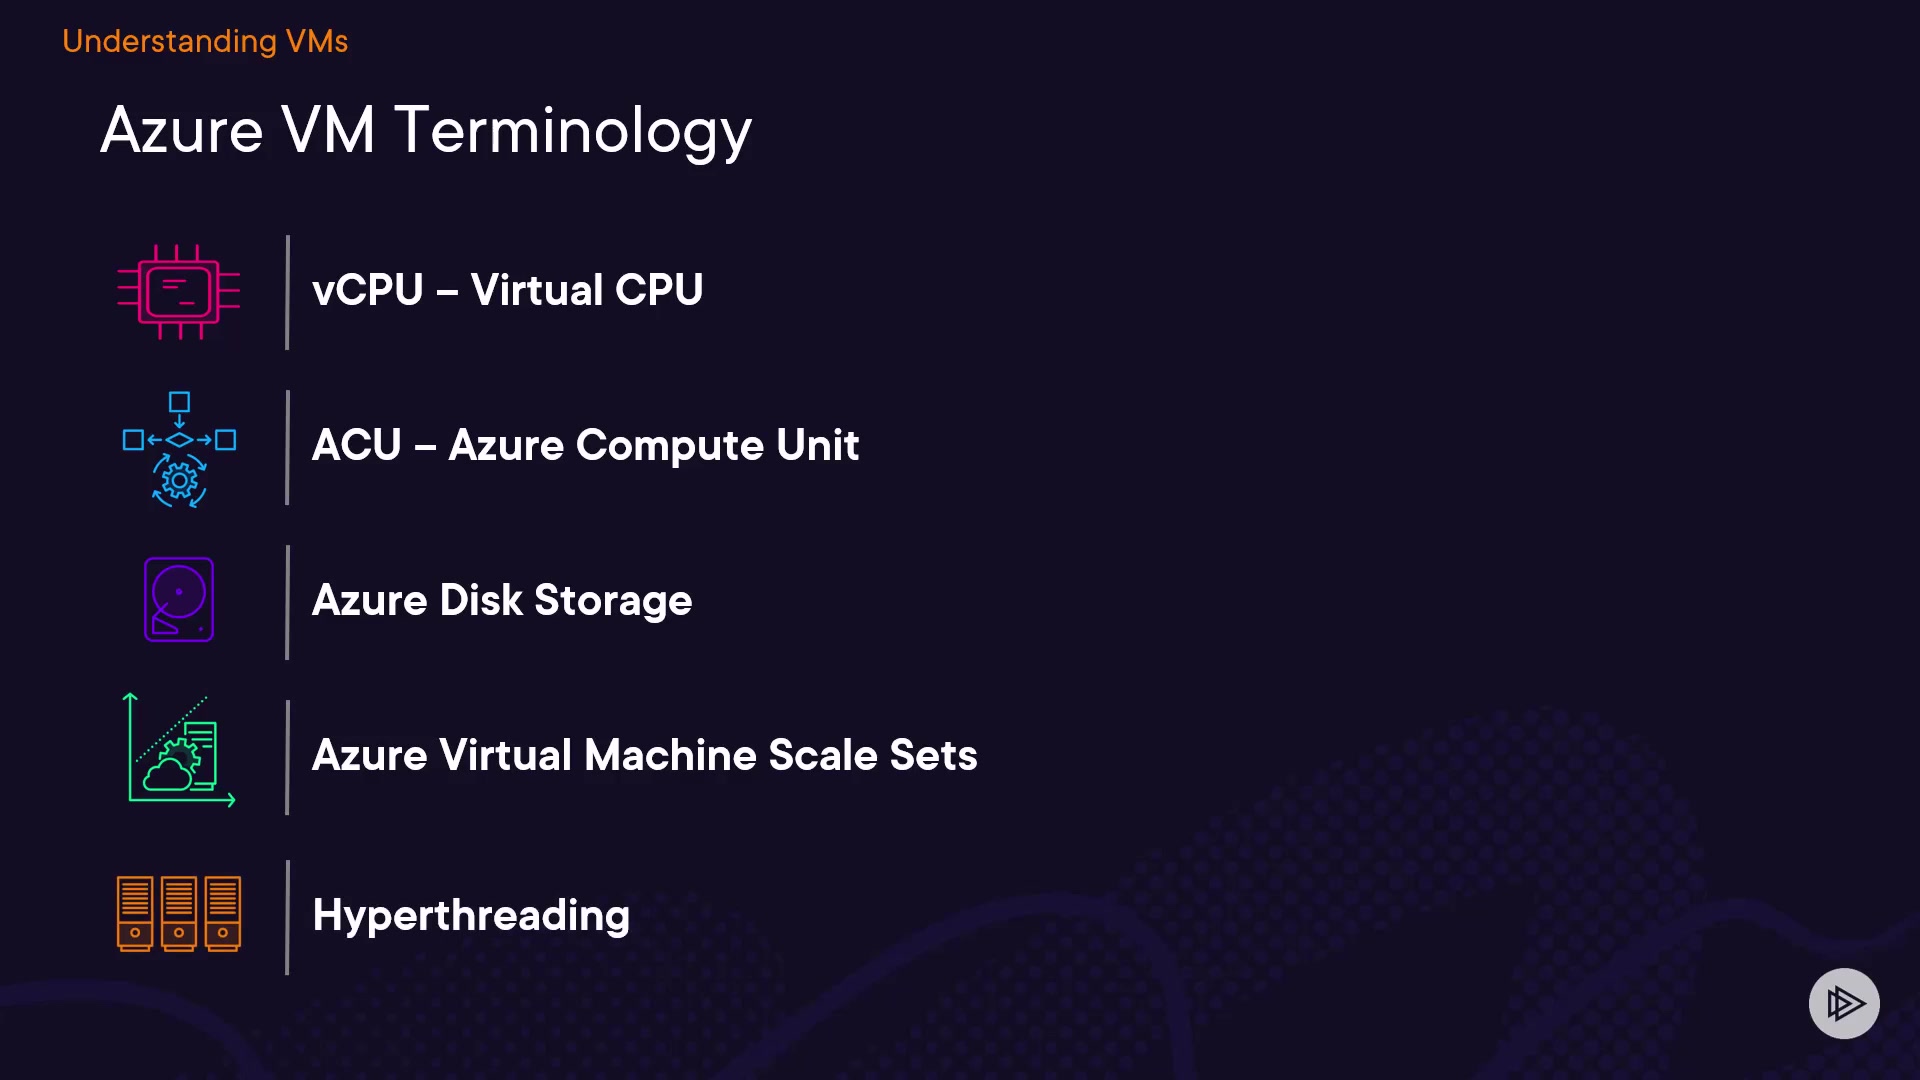 Understanding VMs
Azure VM Terminology
vCPU – Virtual CPU
ACU – Azure Compute Unit
Azure Disk Storage
Azure Virtual Machine Scale Sets
Hyperthreading